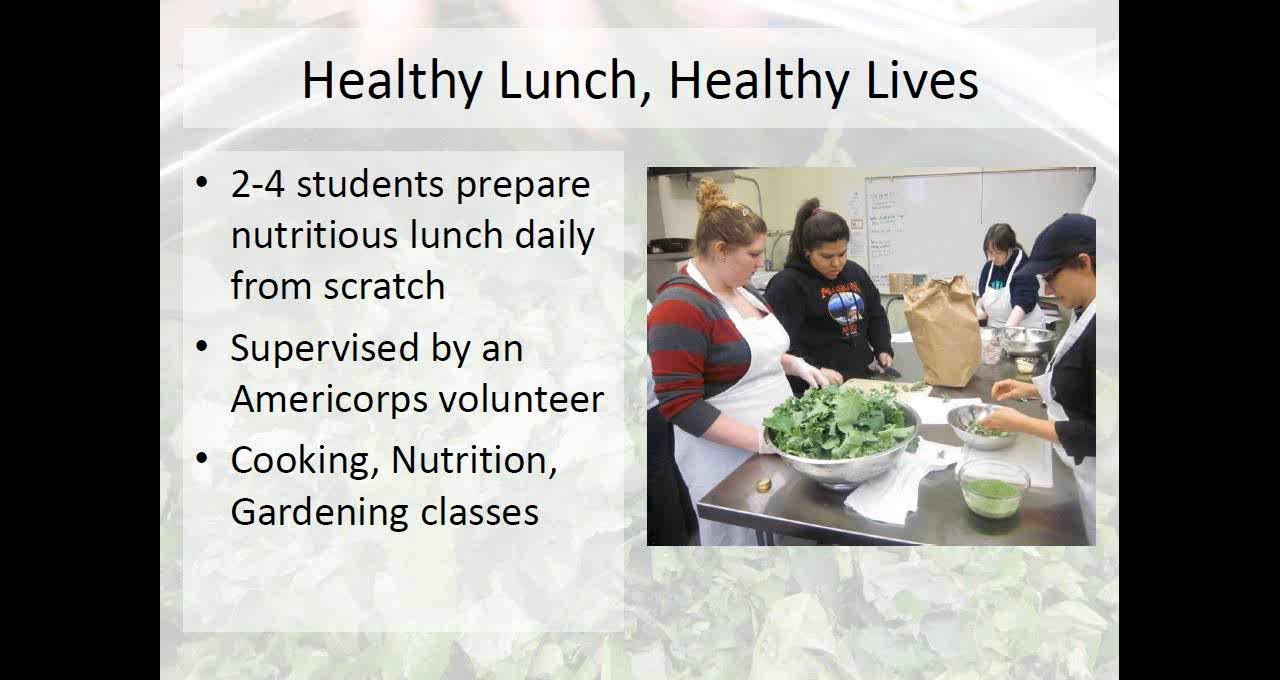 Healthy Lunch, Healthy Lives
• 2-4 students prepare
nutritious lunch daily
from scratch
• Supervised by an
Americorps volunteer
• Cooking, Nutrition,
Gardening classes